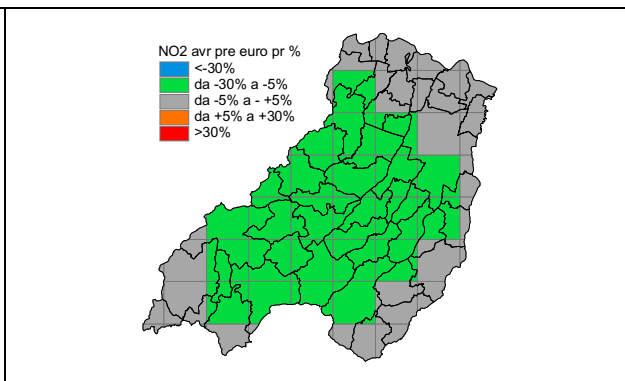 NO2 avr pre euro pr %
<-30%
da -30% a -5%
da -5% a - +5%
da +5% a +30%
>30%